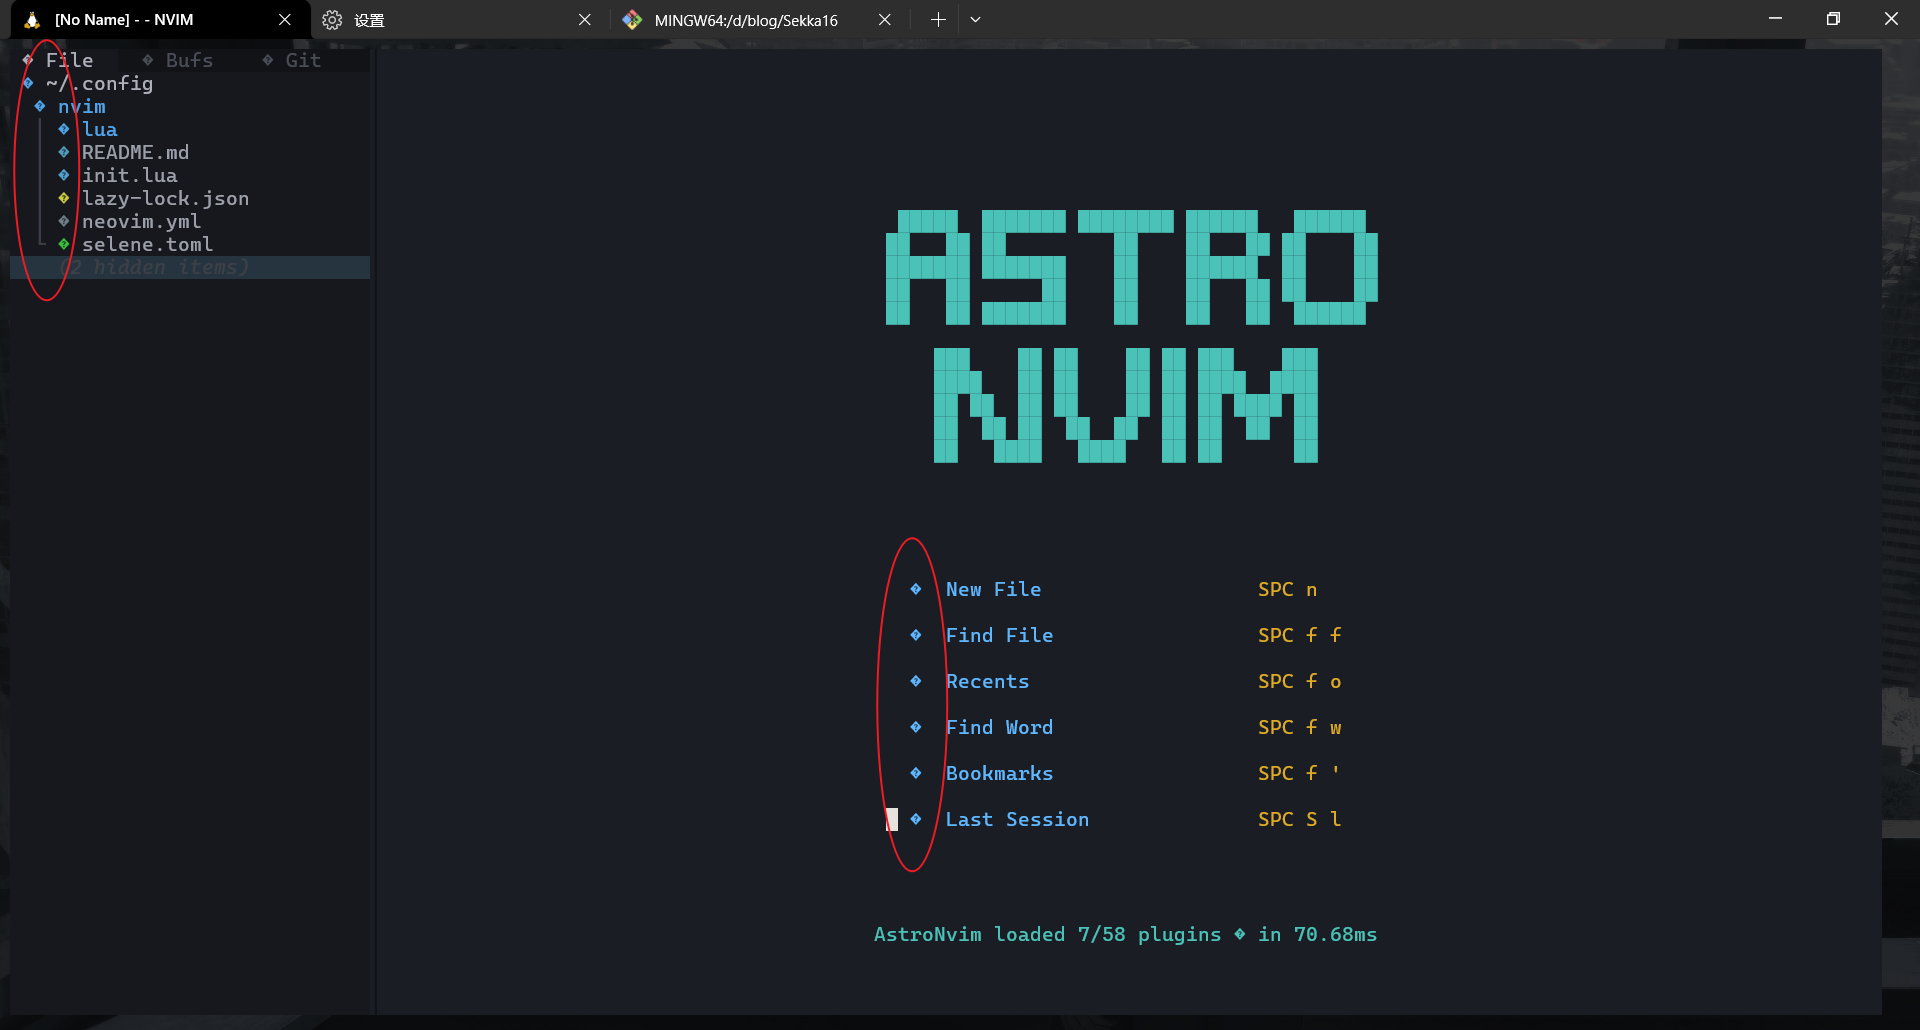 [No Name] - - NVIM
设置
MINGW64:/d/blog/Sekka16
� File � Bufs � Git
� ~/.config
� nvim
� lua
� README.md
� init.lua
� lazy-lock.json
� neovim.yml
� selene.toml
(2 hidden items)
ASTRO
NVIM
� New File SPC n
� Find File SPC f f
� Recents SPC f o
� Find Word SPC f w
� Bookmarks SPC f '
� Last Session SPC S l
AstroNvim loaded 7/58 plugins � in 70.68ms